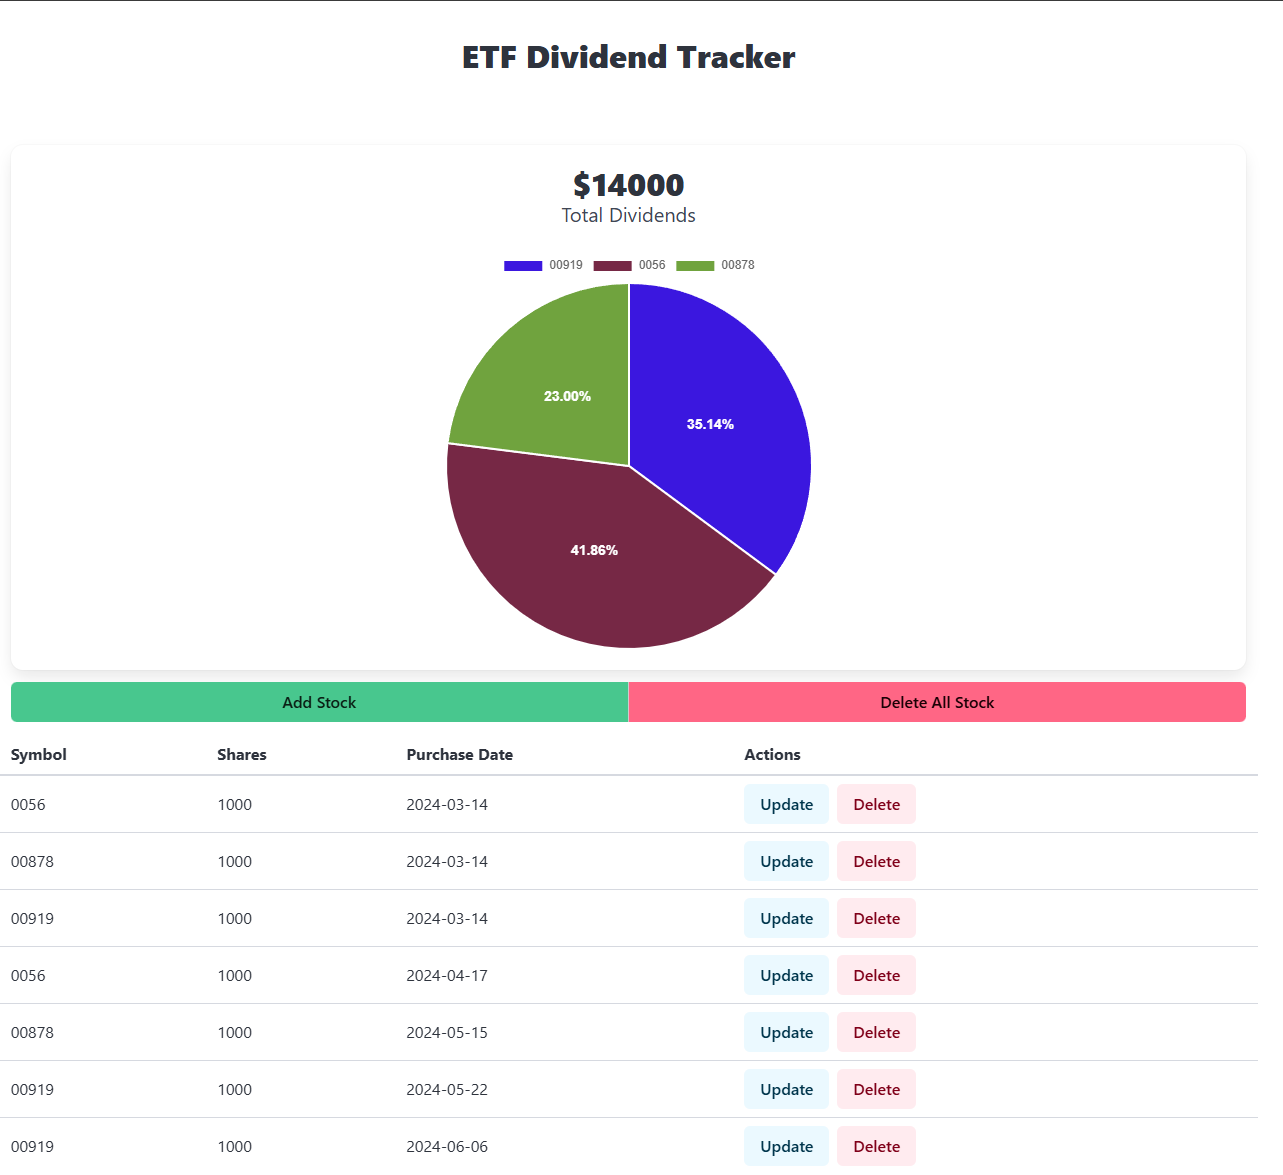 ETF Dividend Tracker
$14000
Total Dividends
00919 0056 00878
23.00%
35.14%
41.86%
Add Stock Delete All Stock
Symbol Shares Purchase Date Actions
0056 1000 2024-03-14 Update Delete
00878 1000 2024-03-14 Update Delete
00919 1000 2024-03-14 Update Delete
0056 1000 2024-04-17 Update Delete
00878 1000 2024-05-15 Update Delete
00919 1000 2024-05-22 Update Delete
00919 1000 2024-06-06 Update Delete